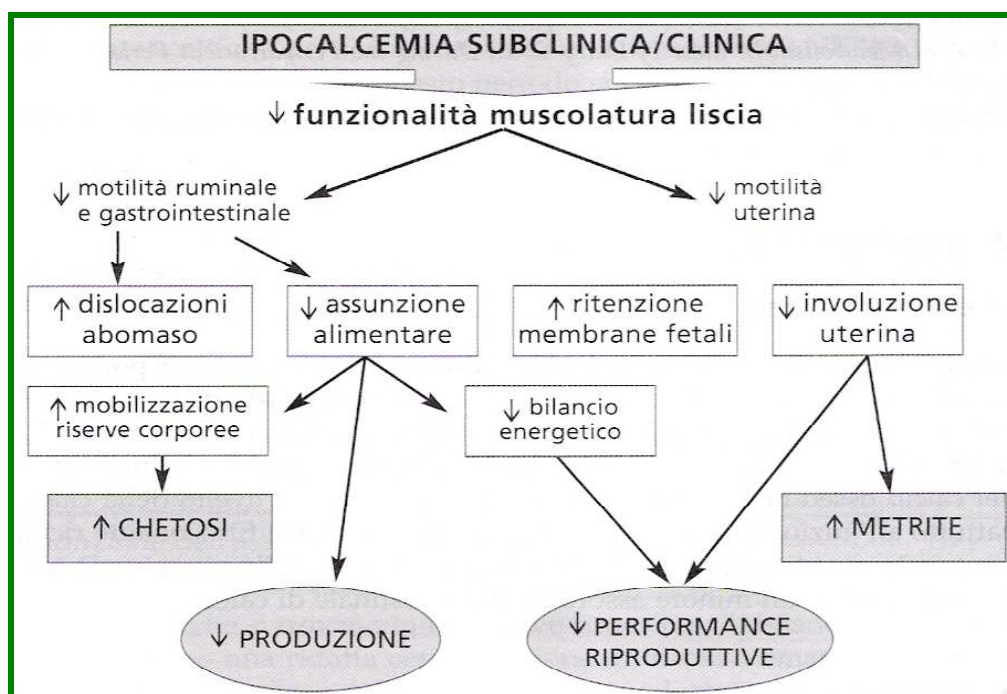 IPOCALCEMIA SUBCLINICA/CLINICA
↓ funzionalità muscolatura liscia
↓ motilità ruminale
e gastrointestinale
↓ motilità
uterina
↑ dislocazioni
abomaso
↓ assunzione
alimentare
↑ ritenzione
membrane fetali
↓ involuzione
uterina
↑ mobilizzazione
riserve corporee
↓ bilancio
energetico
↑ CHETOSI
↑ METRITE
↓ PRODUZIONE
↓ PERFORMANCE
RIPRODUTTIVE